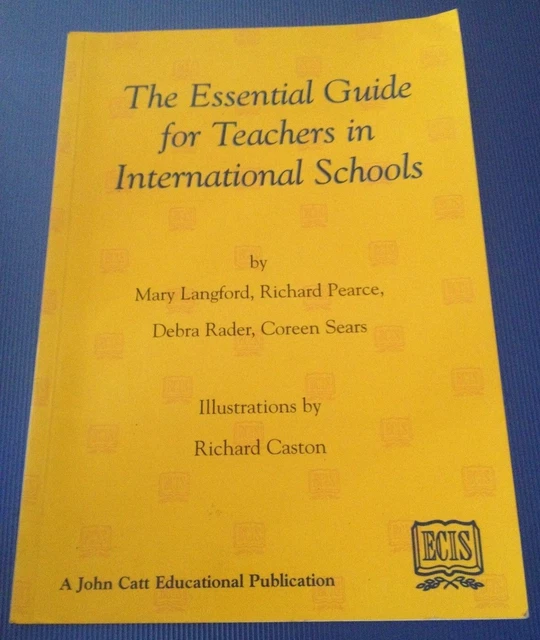 The Essential Guide
for Teachers in
International Schools
by
Mary Langford, Richard Pearce,
Debra Rader, Coreen Sears
Illustrations by
Richard Caston
ECIS
A John Catt Educational Publication